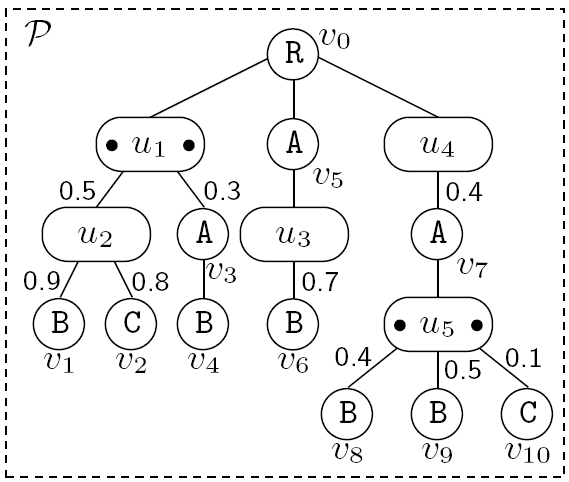 𝒫
R v₀
• u₁ •
A
u₄
v₅
0.5 0.3 0.4
u₂
A
u₃
A
v₃
v₇
0.9 0.8 0.7
B
C
B
B
• u₅ •
v₁ v₂ v₄ v₆
0.4 0.5 0.1
B
B
C
v₈ v₉ v₁₀